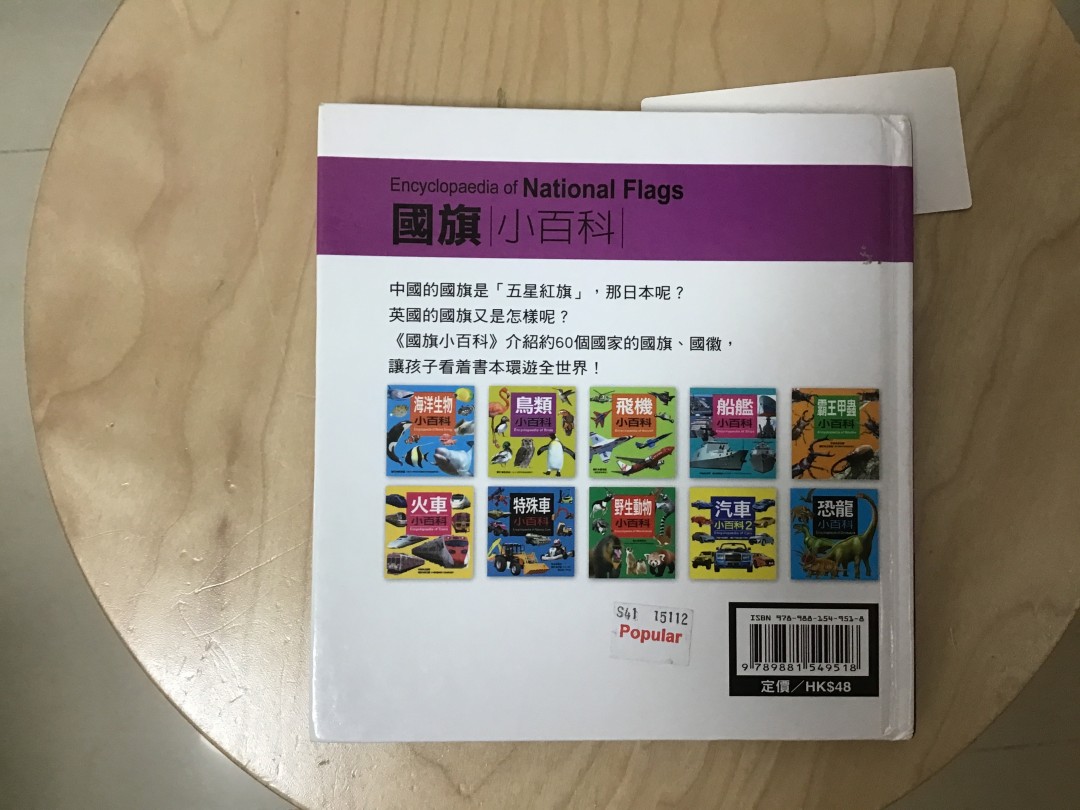 Encyclopaedia of National Flags
國旗 小百科
中國的國旗是「五星紅旗」，那日本呢？
英國的國旗又是怎樣呢？
《國旗小百科》介紹約60個國家的國旗、國徽，
讓孩子看着書本環遊全世界！
海洋生物
小百科
鳥類
小百科
飛機
小百科
船艦
小百科
霸王甲蟲
小百科
火車
小百科
特殊車
小百科
野生動物
小百科
汽車
小百科2
恐龍
小百科
S41 15112
Popular
ISBN 978-988-154-951-8
9 789881 549518
定價／HK$48